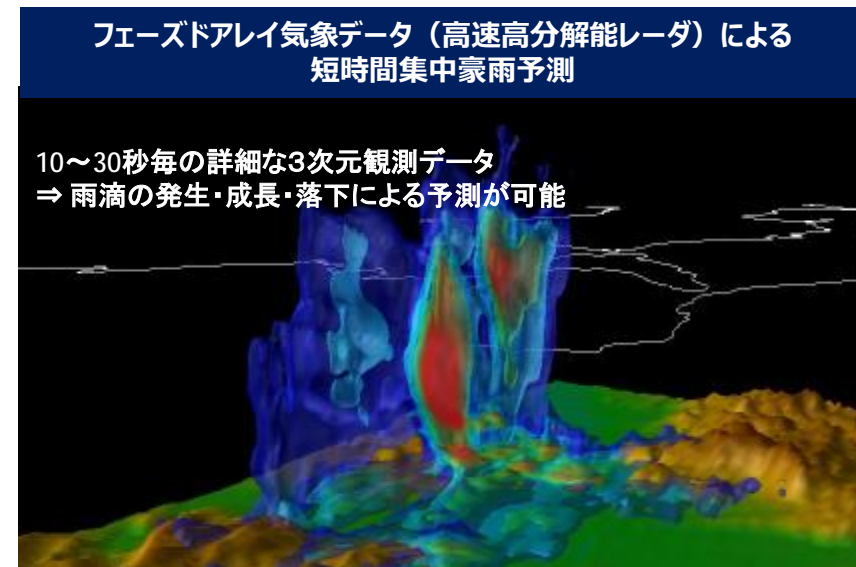 フェーズドアレイ気象データ（高速高分解能レーダ）による
短時間集中豪雨予測
10～30秒毎の詳細な３次元観測データ
⇒ 雨滴の発生・成長・落下による予測が可能